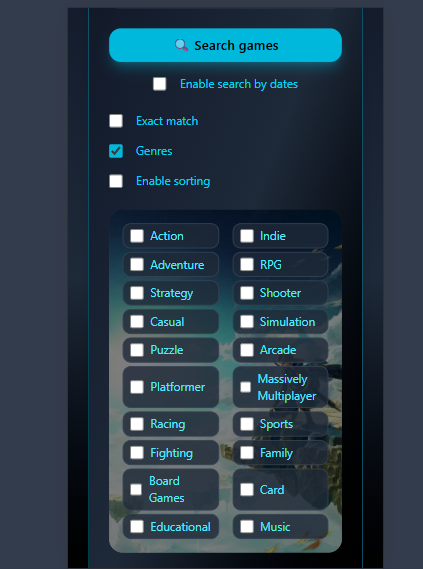 🔍 Search games
Enable search by dates
Exact match
Genres
Enable sorting
Action
Indie
Adventure
RPG
Strategy
Shooter
Casual
Simulation
Puzzle
Arcade
Platformer
Massively
Multiplayer
Racing
Sports
Fighting
Family
Board
Games
Card
Educational
Music